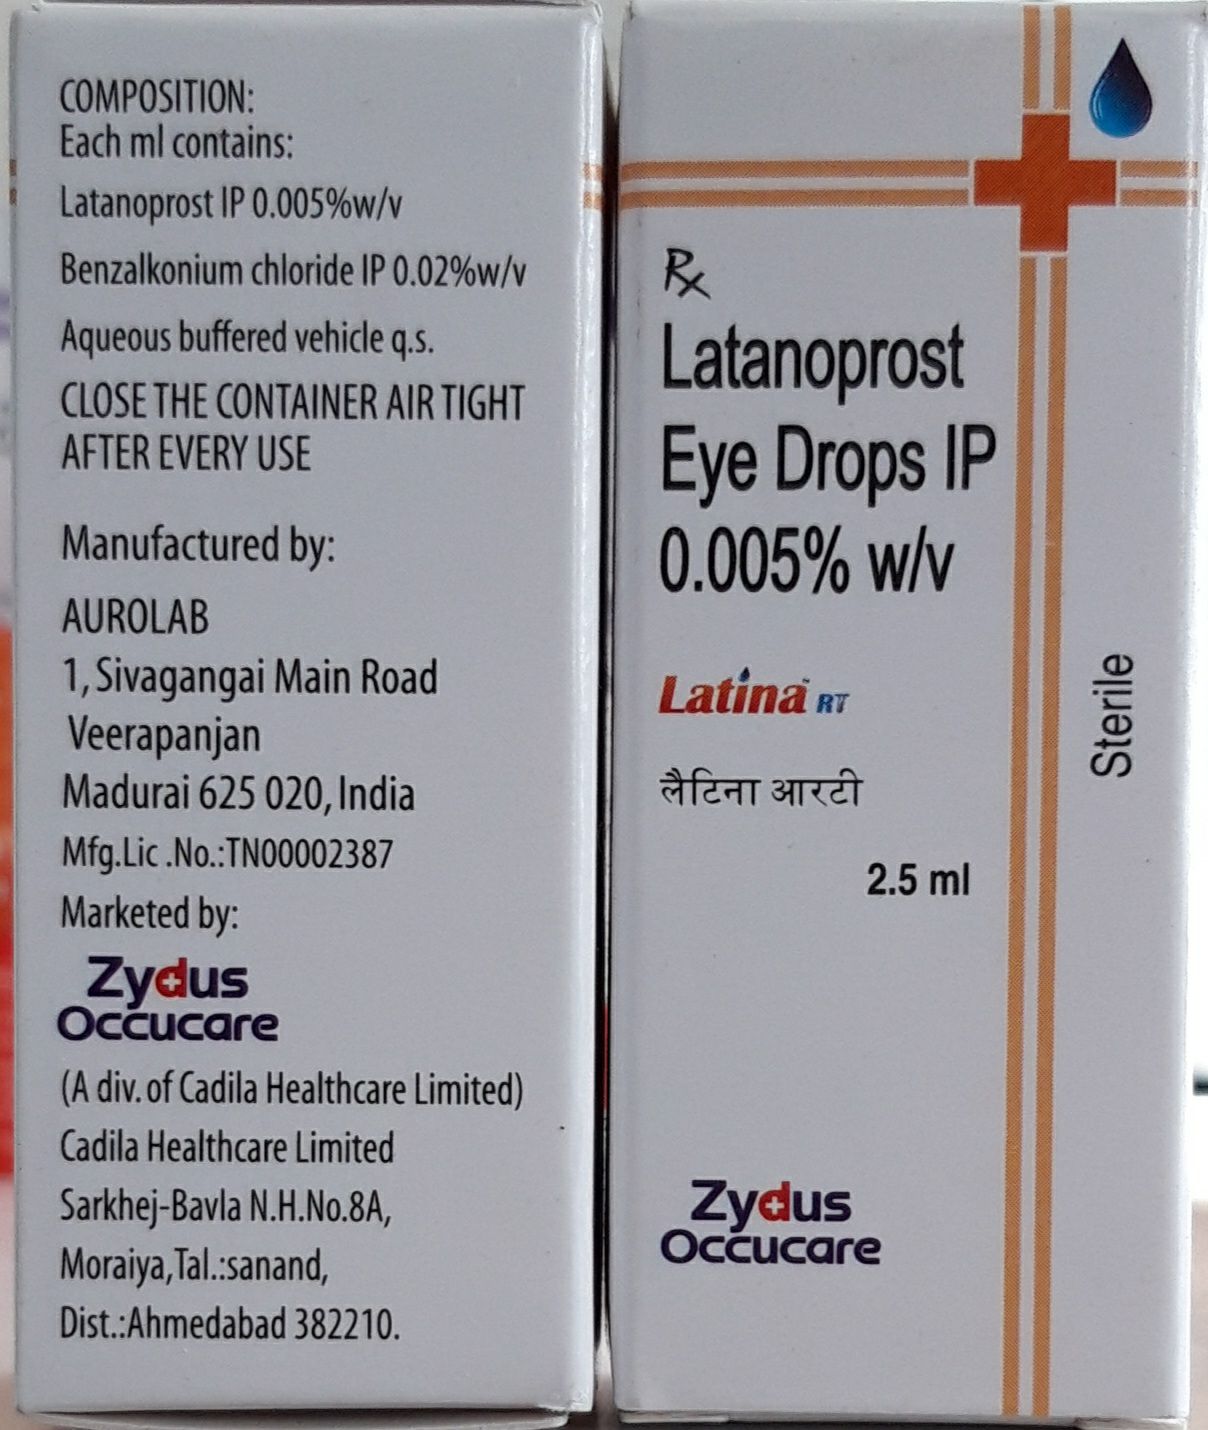 COMPOSITION:
Each ml contains:
Latanoprost IP 0.005%w/v
Benzalkonium chloride IP 0.02%w/v
Aqueous buffered vehicle q.s.
CLOSE THE CONTAINER AIR TIGHT
AFTER EVERY USE
Manufactured by:
AUROLAB
1, Sivagangai Main Road
Veerapanjan
Madurai 625 020, India
Mfg.Lic .No.:TN00002387
Marketed by:
Zydus
Occucare
(A div. of Cadila Healthcare Limited)
Cadila Healthcare Limited
Sarkhej-Bavla N.H.No.8A,
Moraiya,Tal.:sanand,
Dist.:Ahmedabad 382210.
Rx
Latanoprost
Eye Drops IP
0.005% w/v
Latina™ RT
लैटिना आरटी
2.5 ml
Sterile
Zydus
Occucare